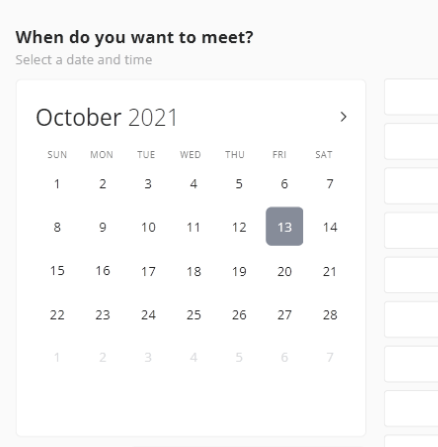 When do you want to meet?
Select a date and time
October 2021
SUN MON TUE WED THU FRI SAT
1 2 3 4 5 6 7
8 9 10 11 12 13 14
15 16 17 18 19 20 21
22 23 24 25 26 27 28
1 2 3 4 5 6 7